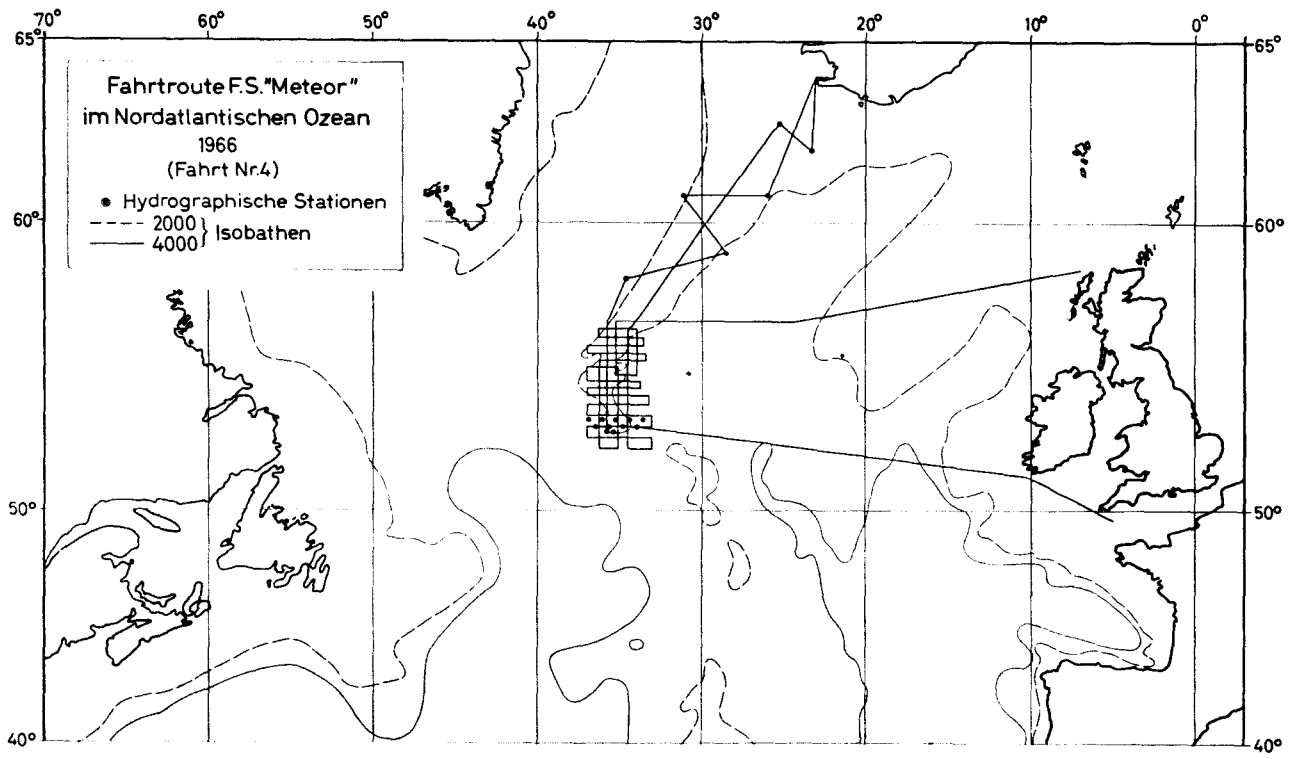 70° 60° 50° 40° 30° 20° 10° 0°
65° 65°
Fahrtroute F.S."Meteor"
im Nordatlantischen Ozean
1966
(Fahrt Nr.4)
Hydrographische Stationen
2000
4000 } Isobathen
60° 60°
50° 50°
40° 40°